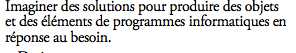 Imaginer des solutions pour produire des objets
et des éléments de programmes informatiques en
réponse au besoin.